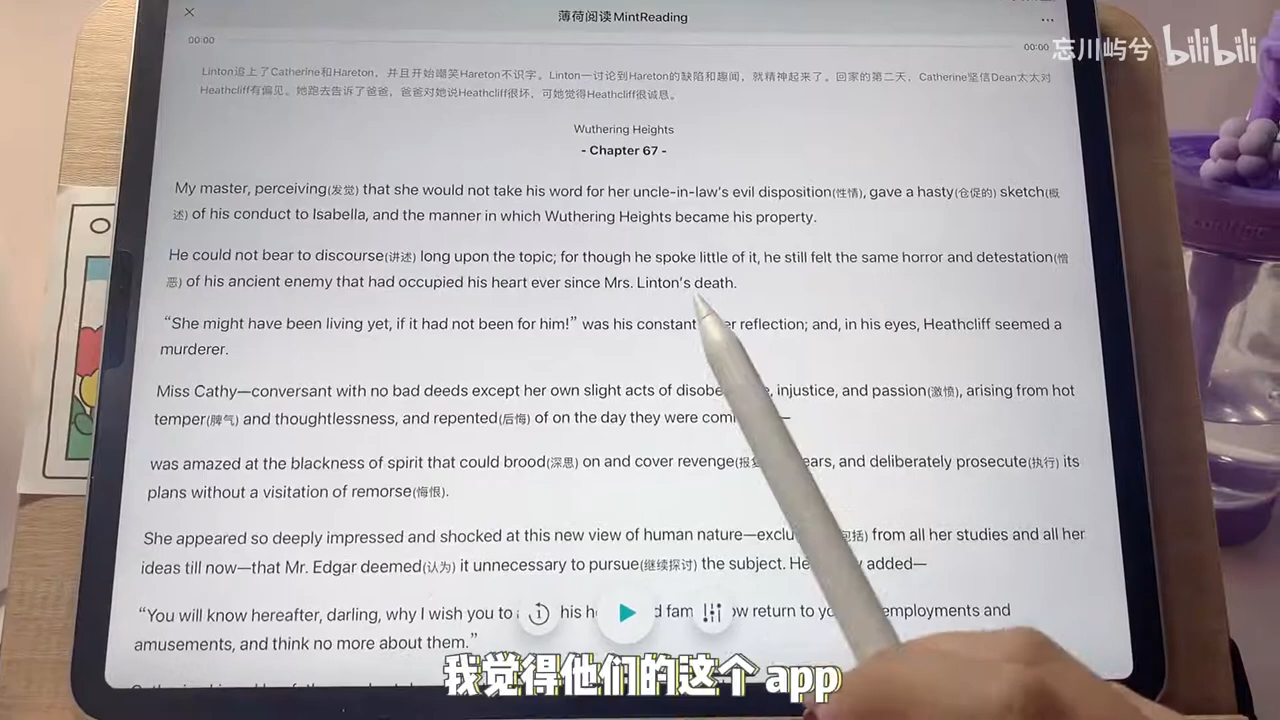 薄荷阅读MintReading
忘川屿兮 bilibili
00:00
00:00
Linton追上了Catherine和Hareton，并且开始嘲笑Hareton不识字。Linton一讨论到Hareton的缺陷和趣闻，就精神起来了。回家的第二天，Catherine坚信Dean太太对
Heathcliff有偏见。她跑去告诉了爸爸，爸爸对她说Heathcliff很坏，可她觉得Heathcliff很诚恳。
Wuthering Heights
- Chapter 67 -
My master, perceiving(发觉) that she would not take his word for her uncle-in-law's evil disposition(性情), gave a hasty(仓促的) sketch(概
述) of his conduct to Isabella, and the manner in which Wuthering Heights became his property.
He could not bear to discourse(讲述) long upon the topic; for though he spoke little of it, he still felt the same horror and detestation(憎
恶) of his ancient enemy that had occupied his heart ever since Mrs. Linton's death.
“She might have been living yet, if it had not been for him!” was his constant reflection; and, in his eyes, Heathcliff seemed a
murderer.
Miss Cathy—conversant with no bad deeds except her own slight acts of injustice, and passion(激愤), arising from hot
temper(脾气) and thoughtlessness, and repented(后悔) of on the day they were
was amazed at the blackness of spirit that could brood(深思) on and cover revenge and deliberately prosecute(执行) its
plans without a visitation of remorse(悔恨).
She appeared so deeply impressed and shocked at this new view of human nature— from all her studies and all her
ideas till now—that Mr. Edgar deemed(认为) it unnecessary to pursue(继续探讨) the subject. added—
“You will know hereafter, darling, why I wish you to his return to employments and
amusements, and think no more about them.”
我觉得他们的这个 app